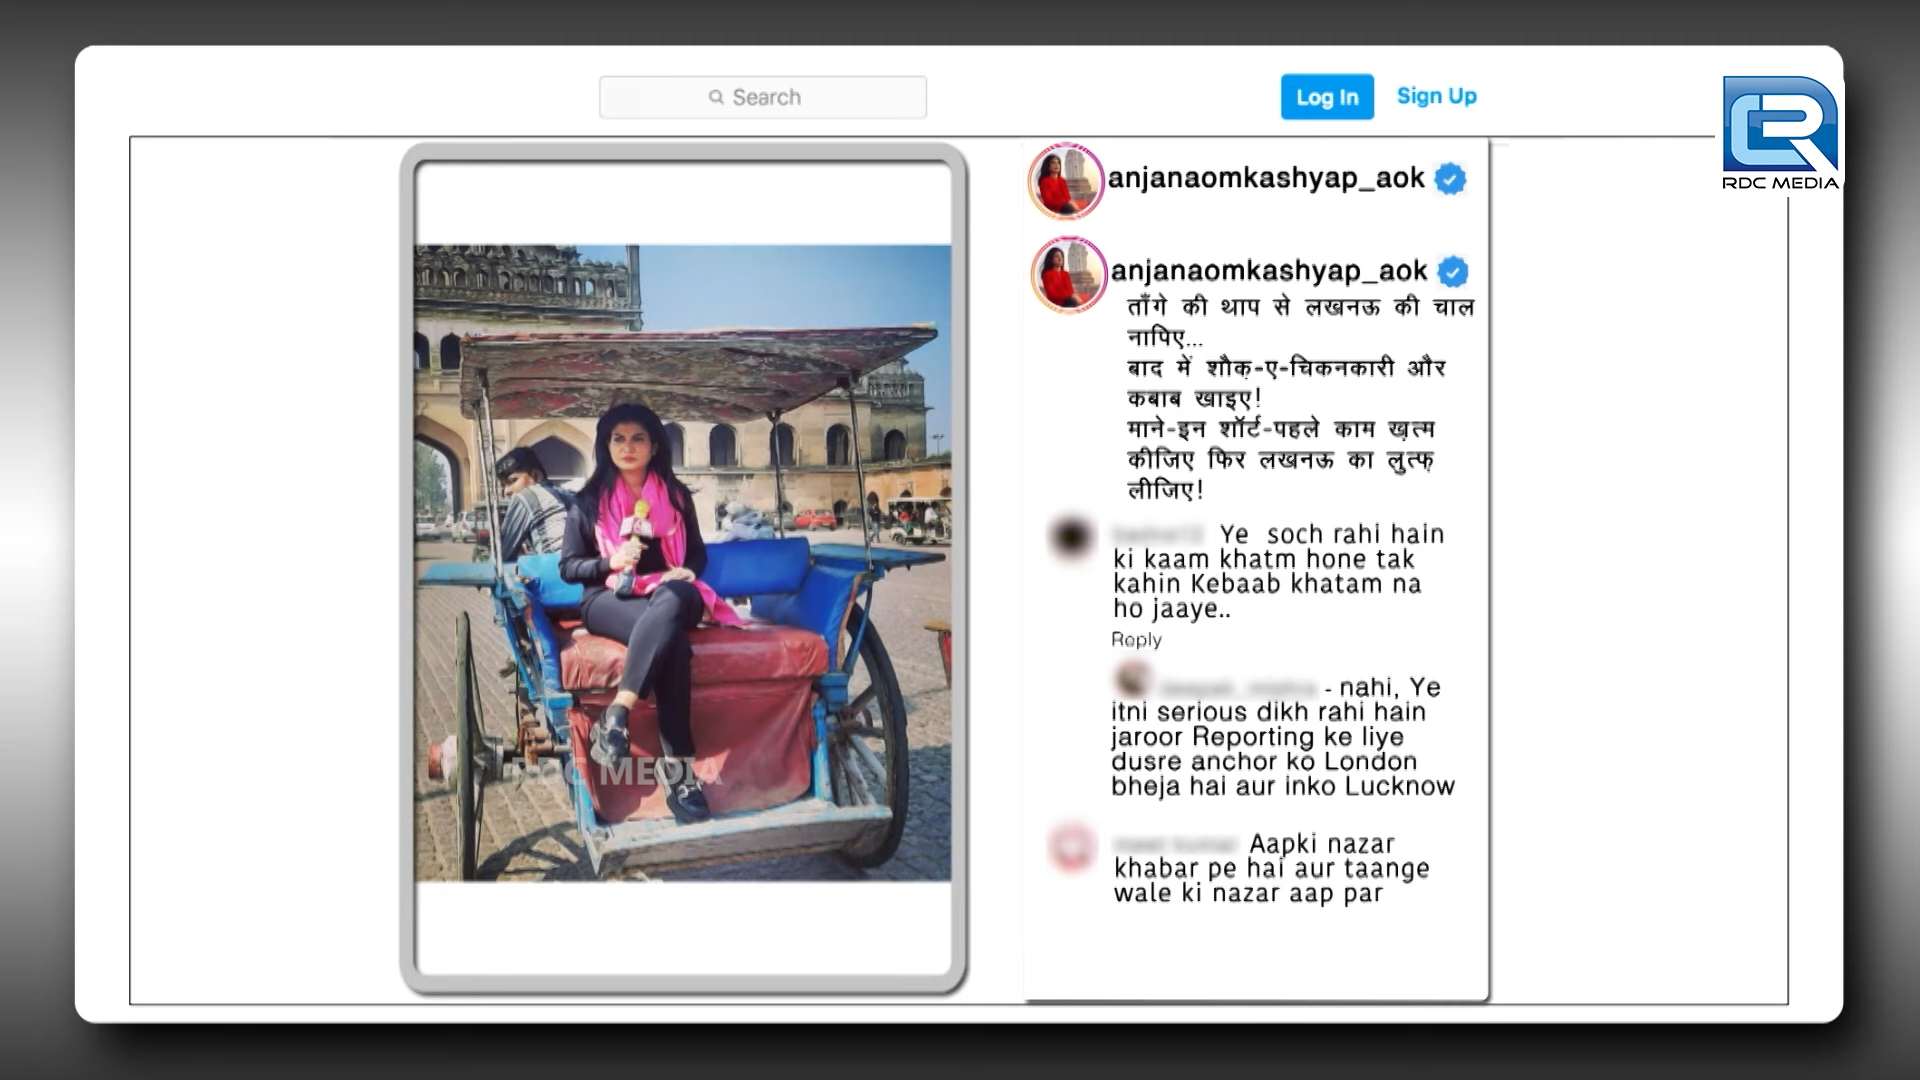 Search
Log In
Sign Up
RDC MEDIA
anjanaomkashyap_aok
anjanaomkashyap_aok
ताँगे की थाप से लखनऊ की चाल
नापिए...
बाद में शौक़-ए-चिकनकारी और
कबाब खाइए!
माने-इन शॉर्ट-पहले काम ख़त्म
कीजिए फिर लखनऊ का लुत्फ़
लीजिए!
Ye soch rahi hain
ki kaam khatm hone tak
kahin Kebaab khatam na
ho jaaye..
Reply
- nahi, Ye
itni serious dikh rahi hain
jaroor Reporting ke liye
dusre anchor ko London
bheja hai aur inko Lucknow
Aapki nazar
khabar pe hai aur taange
wale ki nazar aap par
RDC MEDIA